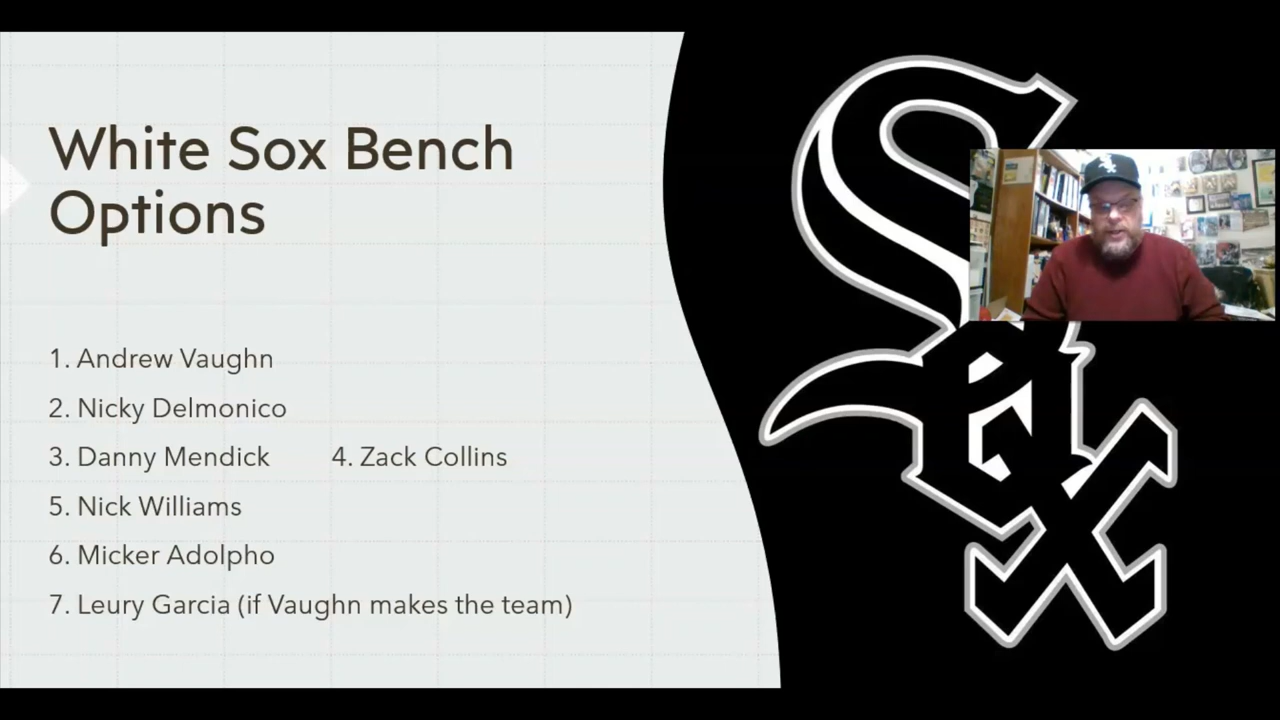 White Sox Bench
Options
1. Andrew Vaughn
2. Nicky Delmonico
3. Danny Mendick 4. Zack Collins
5. Nick Williams
6. Micker Adolpho
7. Leury Garcia (if Vaughn makes the team)
Sox